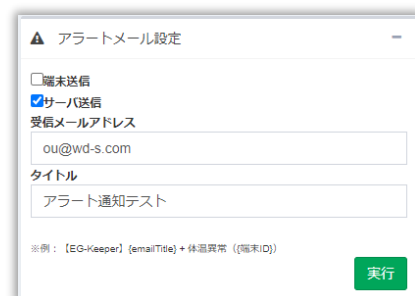 アラートメール設定
端末送信
サーバ送信
受信メールアドレス
ou@wd-s.com
タイトル
アラート通知テスト
※例：【EG-Keeper】{emailTitle} + 体温異常（{端末ID}）
実行